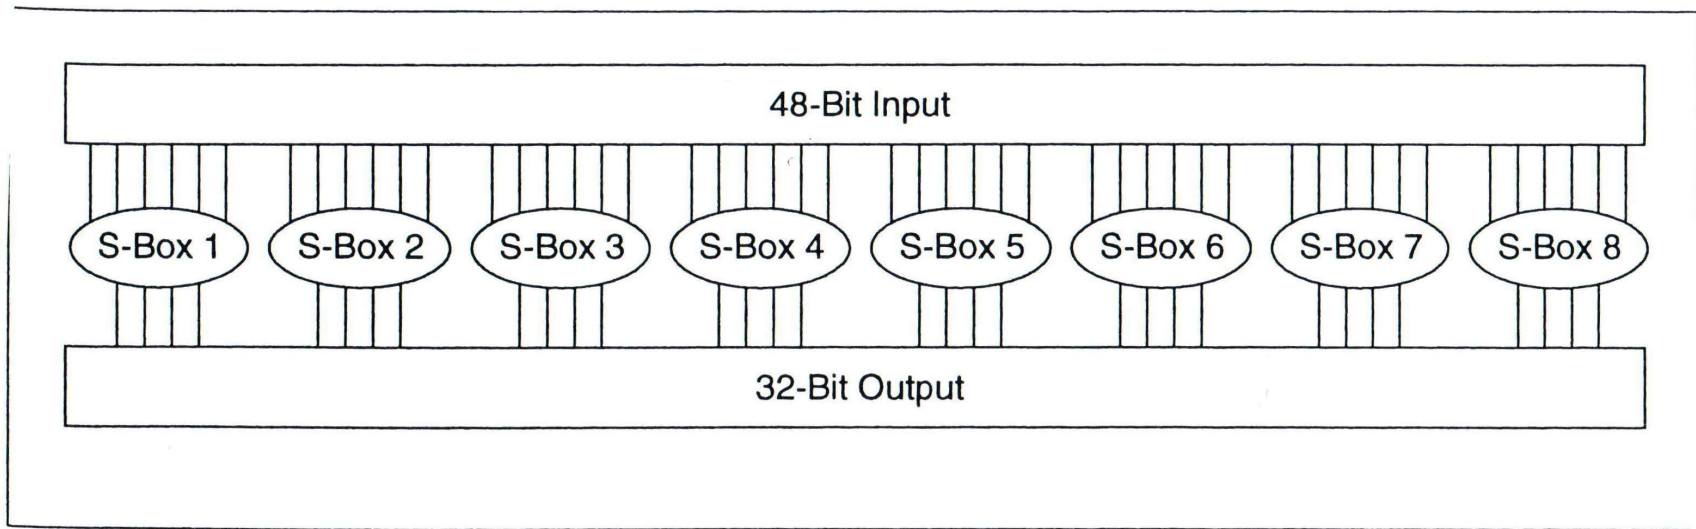 48-Bit Input
S-Box 1 S-Box 2 S-Box 3 S-Box 4 S-Box 5 S-Box 6 S-Box 7 S-Box 8
32-Bit Output